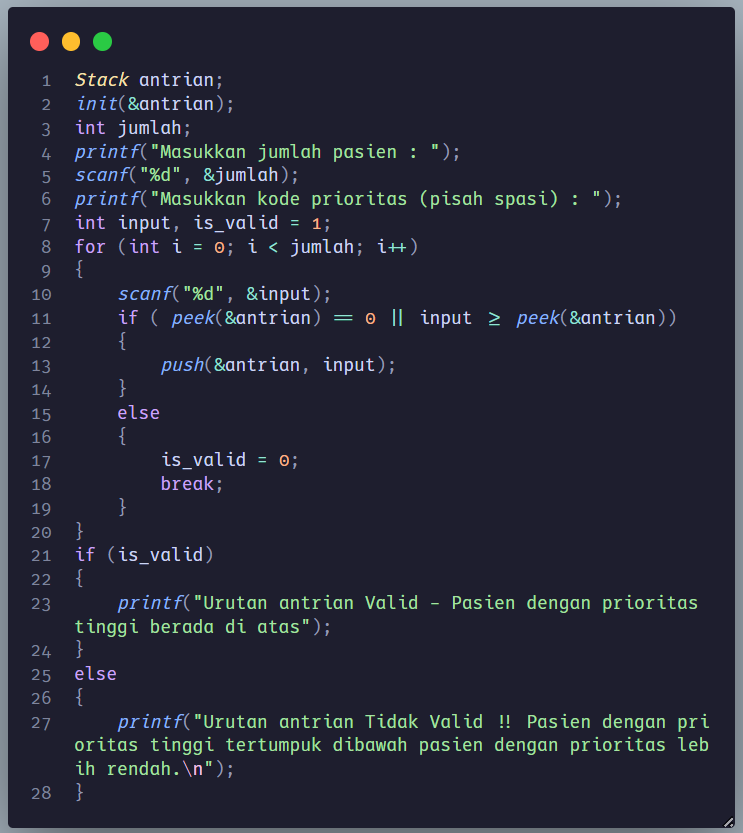 1 Stack antrian;
2 init(&antrian);
3 int jumlah;
4 printf("Masukkan jumlah pasien : ");
5 scanf("%d", &jumlah);
6 printf("Masukkan kode prioritas (pisah spasi) : ");
7 int input, is_valid = 1;
8 for (int i = 0; i < jumlah; i++)
9 {
10     scanf("%d", &input);
11     if ( peek(&antrian) == 0 || input ≥ peek(&antrian))
12     {
13         push(&antrian, input);
14     }
15     else
16     {
17         is_valid = 0;
18         break;
19     }
20 }
21 if (is_valid)
22 {
23     printf("Urutan antrian Valid - Pasien dengan prioritas
tinggi berada di atas");
24 }
25 else
26 {
27     printf("Urutan antrian Tidak Valid !! Pasien dengan pri
oritas tinggi tertumpuk dibawah pasien dengan prioritas leb
ih rendah.\n");
28 }